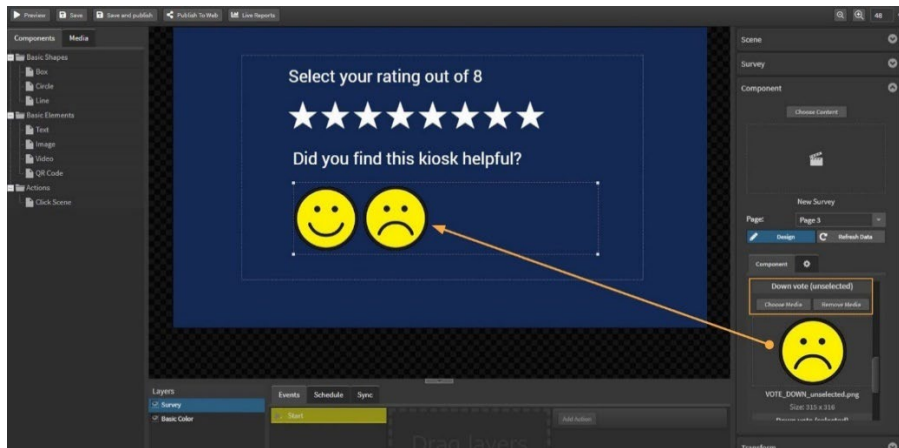 Preview Save Save and publish Publish To Web Live Reports 48
Components Media
Basic Shapes
Box
Circle
Line
Basic Elements
Text
Image
Video
QR Code
Actions
Click Scene
Select your rating out of 8
Did you find this kiosk helpful?
Scene
Survey
Component
Choose Content
New Survey
Page: Page 3
Design Refresh Data
Component
Down vote (unselected)
Choose Media Remove Media
VOTE_DOWN_unselected.png
Size: 315 x 316
Down vote (selected)
Transform
Layers
Survey
Basic Color
Events Schedule Sync
Start
Drag layers
Add Action